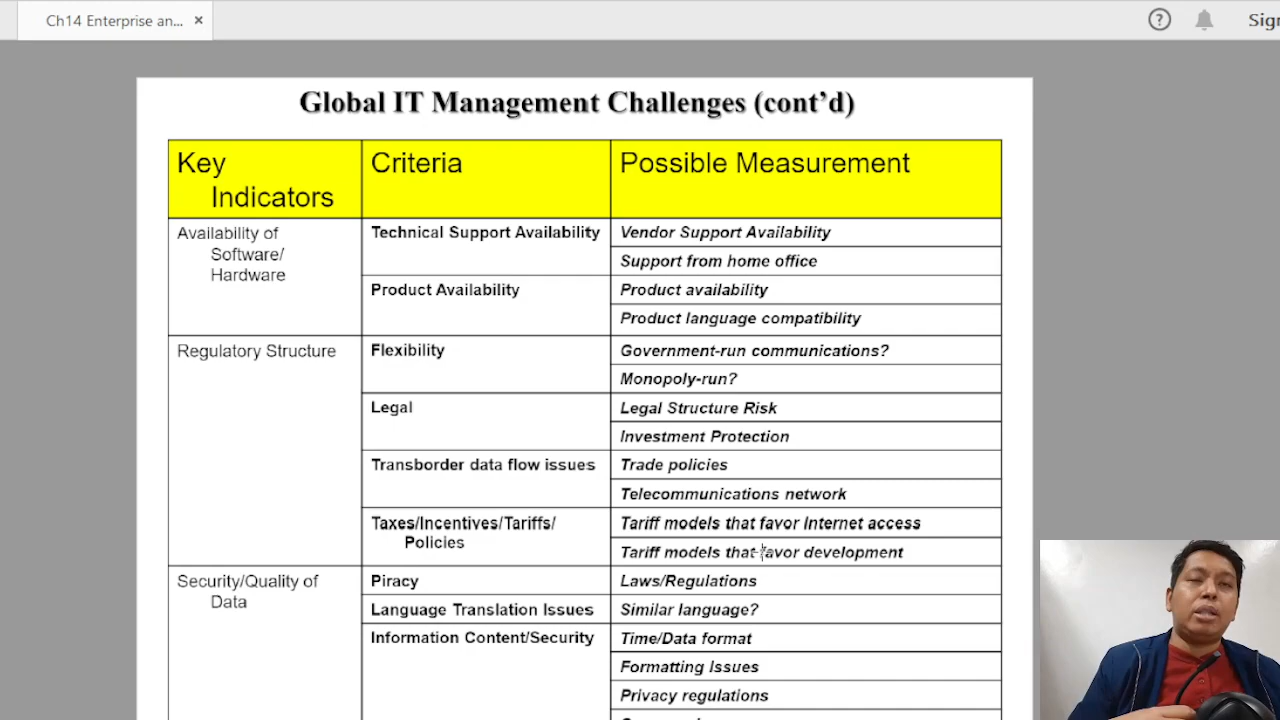 Ch14 Enterprise an... ×
?
Global IT Management Challenges (cont’d)
Key
Indicators
Criteria
Possible Measurement
Availability of
Software/
Hardware
Technical Support Availability
Vendor Support Availability
Support from home office
Product Availability
Product availability
Product language compatibility
Regulatory Structure
Flexibility
Government-run communications?
Monopoly-run?
Legal
Legal Structure Risk
Investment Protection
Transborder data flow issues
Trade policies
Telecommunications network
Taxes/Incentives/Tariffs/
Policies
Tariff models that favor Internet access
Tariff models that favor development
Security/Quality of
Data
Piracy
Laws/Regulations
Language Translation Issues
Similar language?
Information Content/Security
Time/Data format
Formatting Issues
Privacy regulations